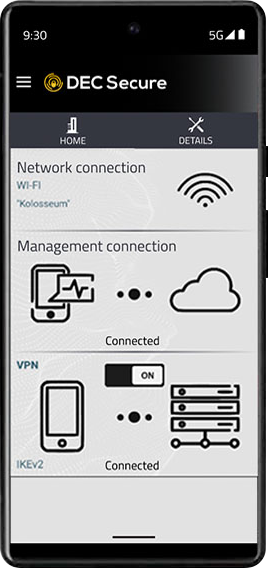 9:30
5G
DEC Secure
HOME
DETAILS
Network connection
WI-FI
"Kolosseum"
Management connection
Connected
VPN
ON
IKEv2
Connected